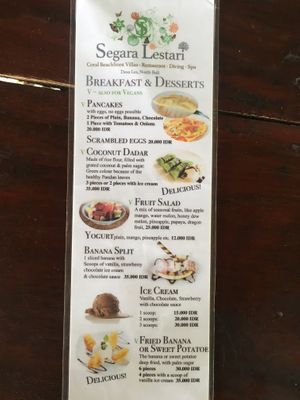 Segara Lestari
Coral Beachfront Villas - Restaurant - Diving - Spa
Desa Les, North Bali
BREAKFAST & DESSERTS
V ~ ALSO FOR VEGANS
V PANCAKES
with eggs, no eggs possible
2 Pieces of Plain, Banana, Chocolate
1 Piece with Tomatoes & Onions
20.000 IDR
SCRAMBLED EGGS 20.000 IDR
V COCONUT DADAR
Made of rice flour, filled with
grated coconut & palm sugar
Green colour because of the
healthy Pandan leaves
3 pieces or 2 pieces with ice cream
35.000 IDR
DELICIOUS!
V FRUIT SALAD
A mix of seasonal fruits, like apple
mango, water melon, honey dew
melon, pineapple, papaya, dragon
fruit, 25.000 IDR
YOGURT plain, mango, pineapple etc. 12.000 IDR
BANANA SPLIT
1 sliced banana with
Scoops of vanilla, strawberry
chocolate ice cream
& chocolate sauce 35.000 IDR
ICE CREAM
Vanilla, Chocolate, Strawberry
with chocolate sauce
1 scoop: 15.000 IDR
2 scoops: 20.000 IDR
3 scoops: 30.000 IDR
V FRIED BANANA
OR SWEET POTATOE
The banana or sweet potatoe
deep fried, with palm sugar
6 pieces 30.000 IDR
4 pieces with a scoop of
vanilla ice cream 35.000 IDR
DELICIOUS!